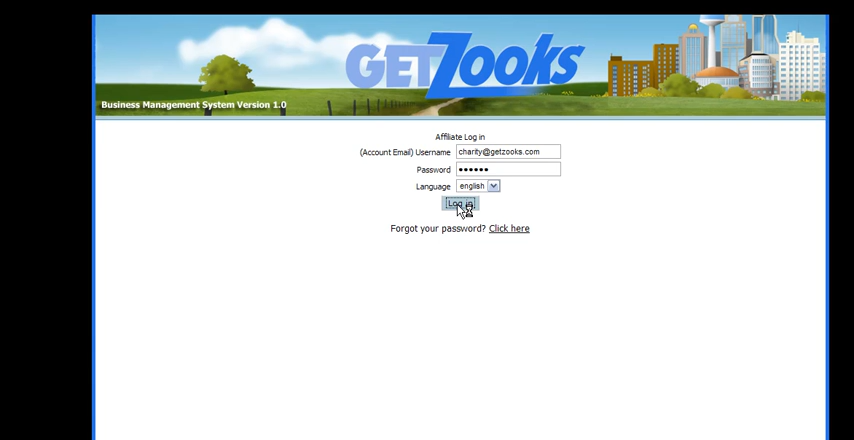 GETZooks
Business Management System Version 1.0
Affiliate Log in
(Account Email) Username charity@getzooks.com
Password ••••••
Language english
Log in
Forgot your password? Click here